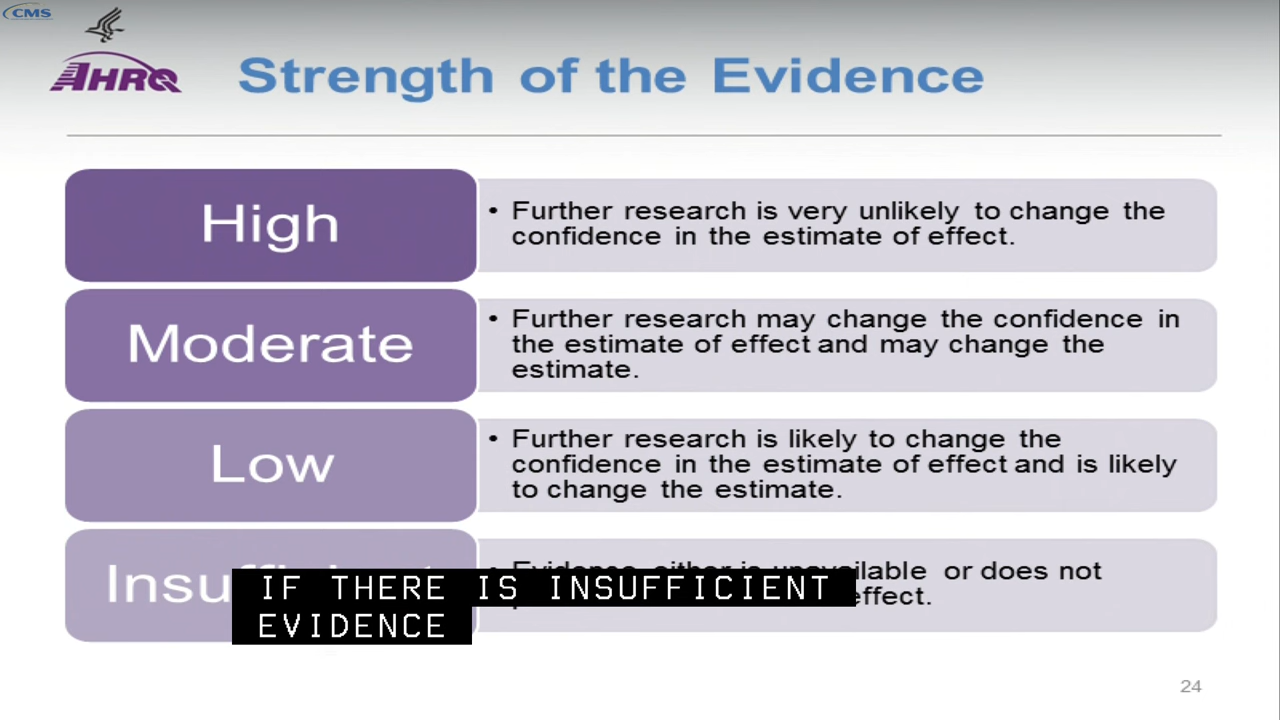 CMS
AHRQ
Strength of the Evidence
High
• Further research is very unlikely to change the
confidence in the estimate of effect.
Moderate
• Further research may change the confidence in
the estimate of effect and may change the
estimate.
Low
• Further research is likely to change the
confidence in the estimate of effect and is likely
to change the estimate.
or does not
effect.
IF THERE IS INSUFFICIENT
EVIDENCE
24